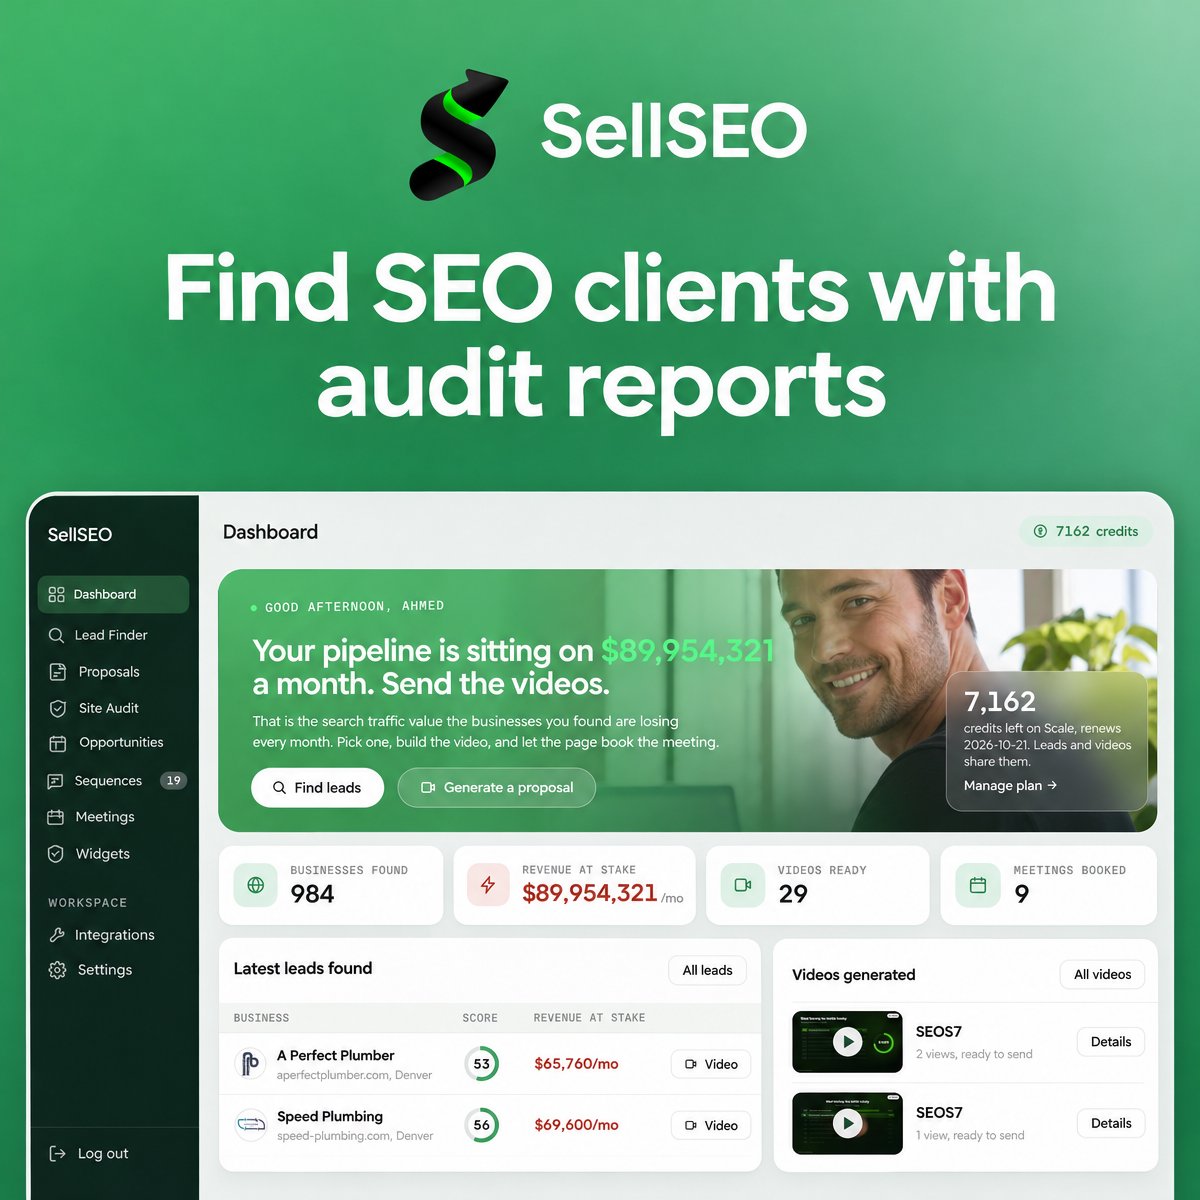 SellSEO
Find SEO clients with
audit reports
SellSEO
Dashboard
Lead Finder
Proposals
Site Audit
Opportunities
Sequences 19
Meetings
Widgets
WORKSPACE
Integrations
Settings
Log out
Dashboard
7162 credits
GOOD AFTERNOON, AHMED
Your pipeline is sitting on $89,954,321
a month. Send the videos.
That is the search traffic value the businesses you found are losing
every month. Pick one, build the video, and let the page book the meeting.
Find leads
Generate a proposal
7,162
credits left on Scale, renews
2026-10-21. Leads and videos
share them.
Manage plan →
BUSINESSES FOUND
984
REVENUE AT STAKE
$89,954,321 /mo
VIDEOS READY
29
MEETINGS BOOKED
9
Latest leads found
All leads
BUSINESS SCORE REVENUE AT STAKE
A Perfect Plumber
aperfectplumber.com, Denver
53
$65,760/mo
Video
Speed Plumbing
speed-plumbing.com, Denver
56
$69,600/mo
Video
Videos generated
All videos
SEOS7
2 views, ready to send
Details
SEOS7
1 view, ready to send
Details